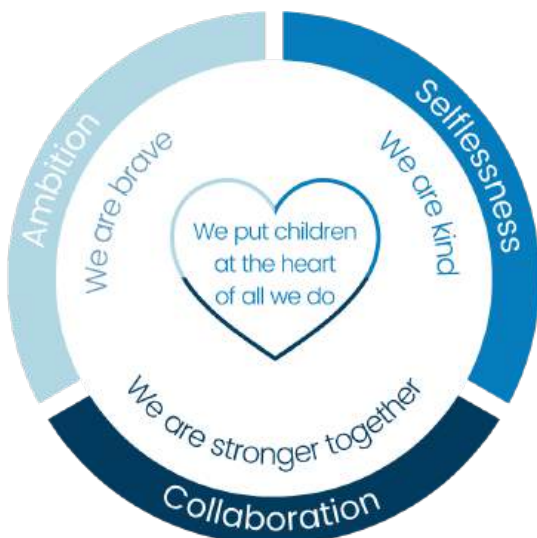 Ambition
We are brave
Selflessness
We are kind
We put children
at the heart
of all we do
We are stronger together
Collaboration